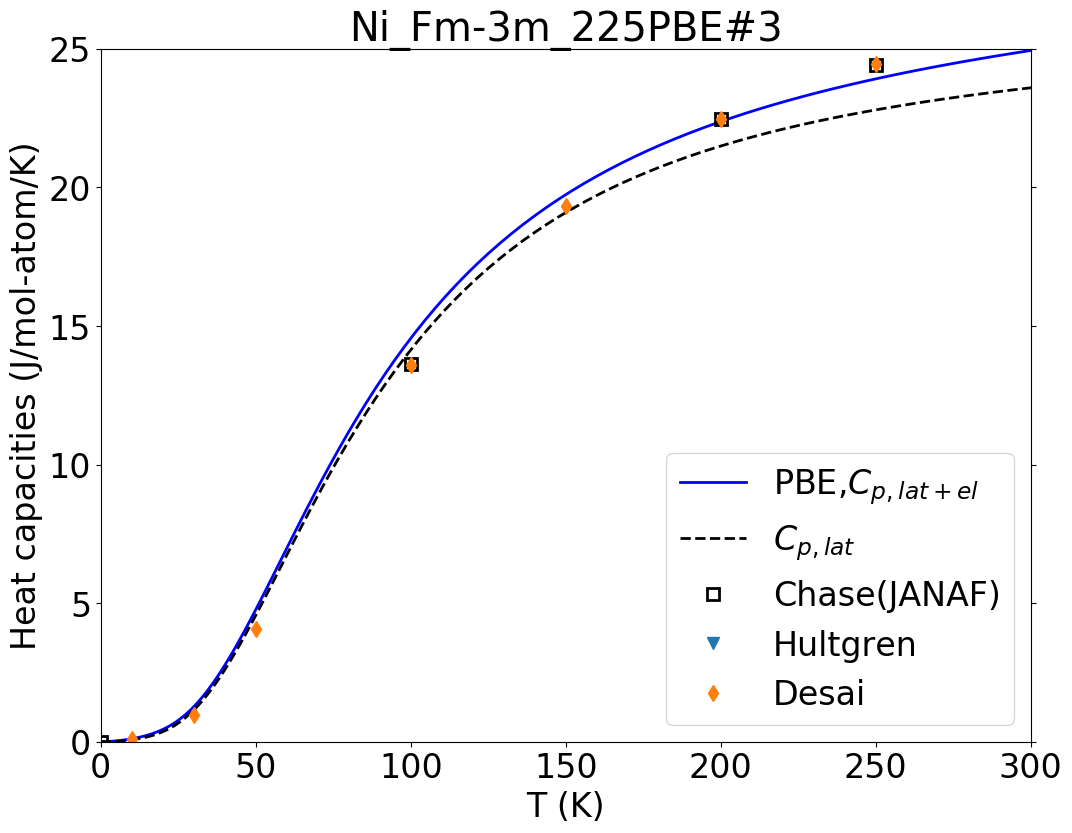 Ni_Fm-3m_225PBE#3
Heat capacities (J/mol-atom/K)
25
20
15
10
5
0
0 50 100 150 200 250 300
T (K)
PBE,C_{p, lat+el}
C_{p, lat}
Chase(JANAF)
Hultgren
Desai